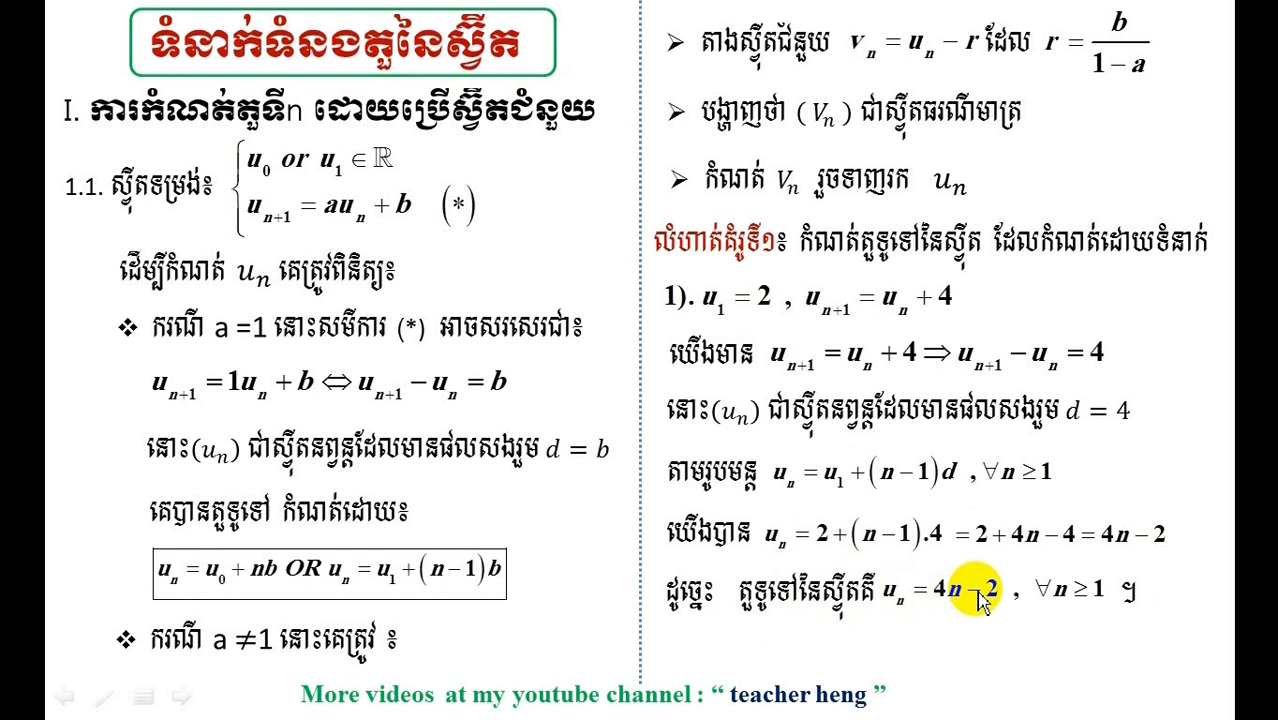 ទំនាក់ទំនងតួនៃស្វ៊ីត
I. ការកំណត់តួទីn ដោយប្រើស្វ៊ីតជំនួយ
1.1. ស្វ៊ីតទម្រង់៖ { u₀ or u₁ ∈ ℝ
uₙ₊₁ = auₙ + b (*)
ដើម្បីកំណត់ uₙ គេត្រូវពិនិត្យ៖
❖ ករណី a =1 នោះសមីការ (*) អាចសរសេរជា៖
uₙ₊₁ = 1uₙ + b ⇔ uₙ₊₁ − uₙ = b
នោះ(uₙ) ជាស្វ៊ីតនព្វន្តដែលមានផលសងរួម d = b
គេបានតួទូទៅ កំណត់ដោយ៖
uₙ = u₀ + nb OR uₙ = u₁ + (n − 1)b
❖ ករណី a ≠1 នោះគេត្រូវ ៖
➢ តាងស្វ៊ីតជំនួយ vₙ = uₙ − r ដែល r = b / (1 − a)
➢ បង្ហាញថា (Vₙ) ជាស្វ៊ីតធរណីមាត្រ
➢ កំណត់ Vₙ រួចទាញរក uₙ
លំហាត់គំរូទី១៖ កំណត់តួទូទៅនៃស្វ៊ីត ដែលកំណត់ដោយទំនាក់
1). u₁ = 2 , uₙ₊₁ = uₙ + 4
យើងមាន uₙ₊₁ = uₙ + 4 ⇒ uₙ₊₁ − uₙ = 4
នោះ(uₙ) ជាស្វ៊ីតនព្វន្តដែលមានផលសងរួម d = 4
តាមរូបមន្ត uₙ = u₁ + (n − 1)d , ∀n ≥ 1
យើងបាន uₙ = 2 + (n − 1).4 = 2 + 4n − 4 = 4n − 2
ដូច្នេះ តួទូទៅនៃស្វ៊ីតគឺ uₙ = 4n − 2 , ∀n ≥ 1 ។
More videos at my youtube channel : “ teacher heng ”